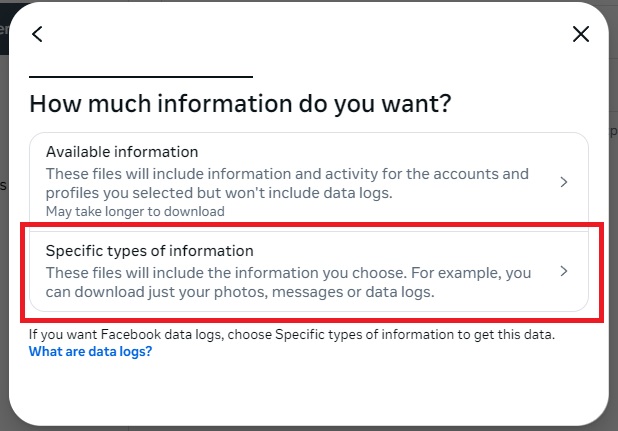 How much information do you want?
Available information
These files will include information and activity for the accounts and
profiles you selected but won't include data logs.
May take longer to download
Specific types of information
These files will include the information you choose. For example, you
can download just your photos, messages or data logs.
If you want Facebook data logs, choose Specific types of information to get this data.
What are data logs?